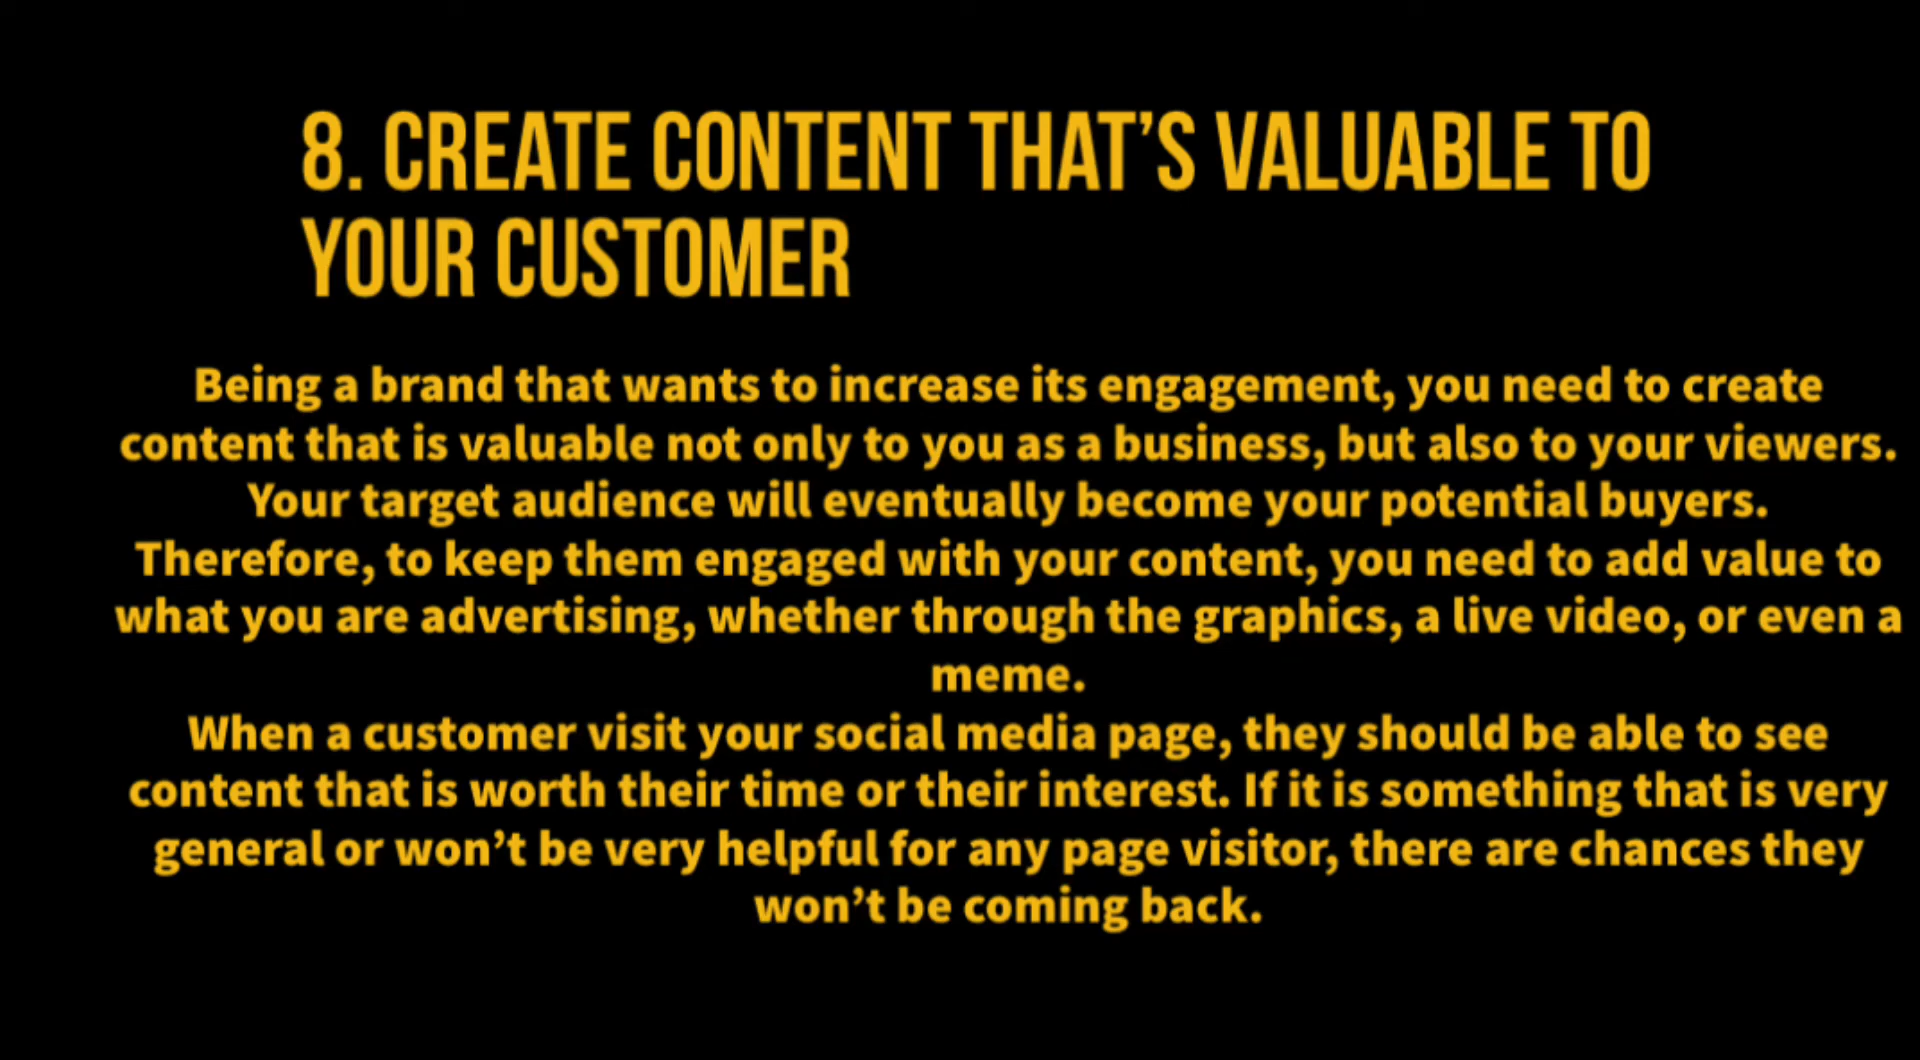 8. CREATE CONTENT THAT’S VALUABLE TO
YOUR CUSTOMER
Being a brand that wants to increase its engagement, you need to create
content that is valuable not only to you as a business, but also to your viewers.
Your target audience will eventually become your potential buyers.
Therefore, to keep them engaged with your content, you need to add value to
what you are advertising, whether through the graphics, a live video, or even a
meme.
When a customer visit your social media page, they should be able to see
content that is worth their time or their interest. If it is something that is very
general or won’t be very helpful for any page visitor, there are chances they
won’t be coming back.